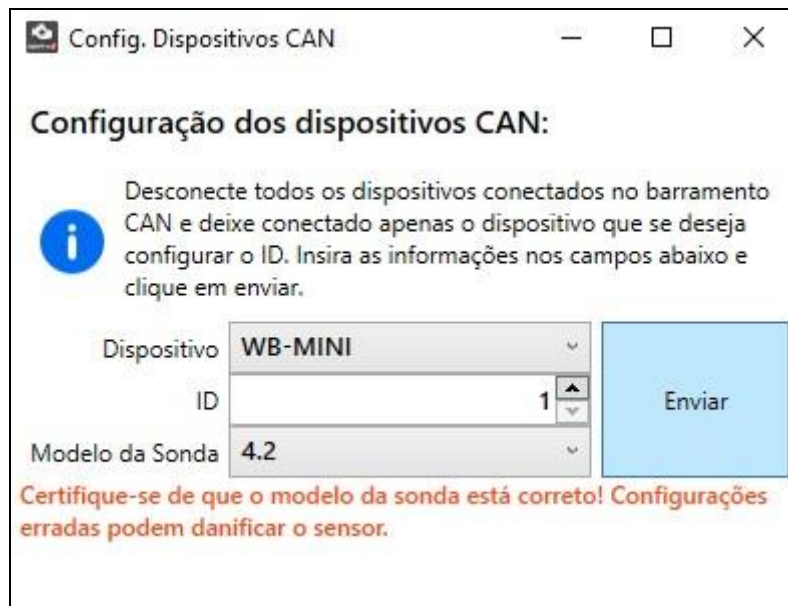 Config. Dispositivos CAN
Configuração dos dispositivos CAN:
Desconecte todos os dispositivos conectados no barramento
CAN e deixe conectado apenas o dispositivo que se deseja
configurar o ID. Insira as informações nos campos abaixo e
clique em enviar.
Dispositivo WB-MINI
ID 1
Enviar
Modelo da Sonda 4.2
Certifique-se de que o modelo da sonda está correto! Configurações
erradas podem danificar o sensor.